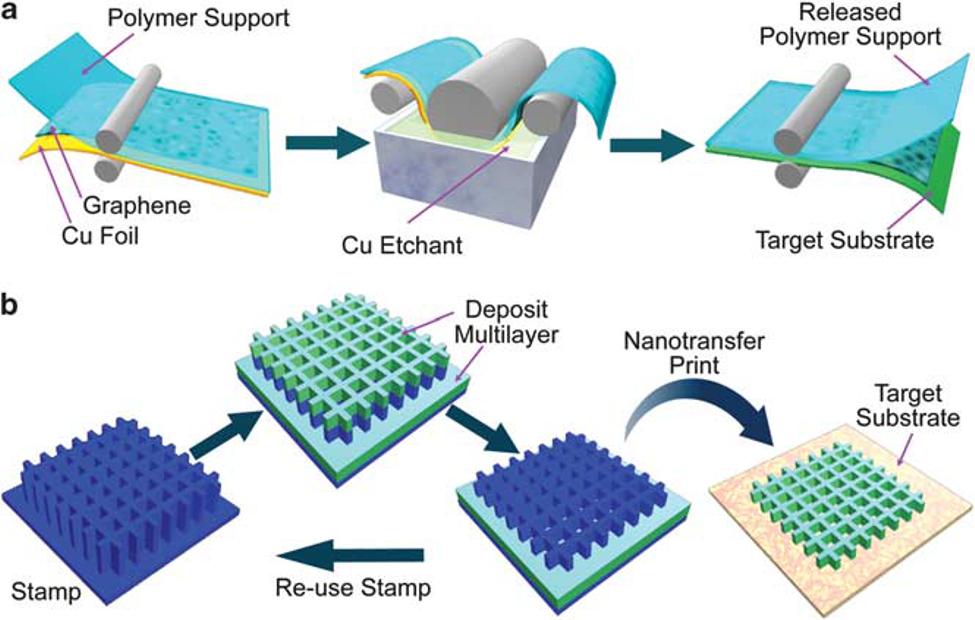 a
Polymer Support
Graphene
Cu Foil
Cu Etchant
Released
Polymer Support
Target Substrate
b
Stamp
Deposit
Multilayer
Re-use Stamp
Nanotransfer
Print
Target
Substrate